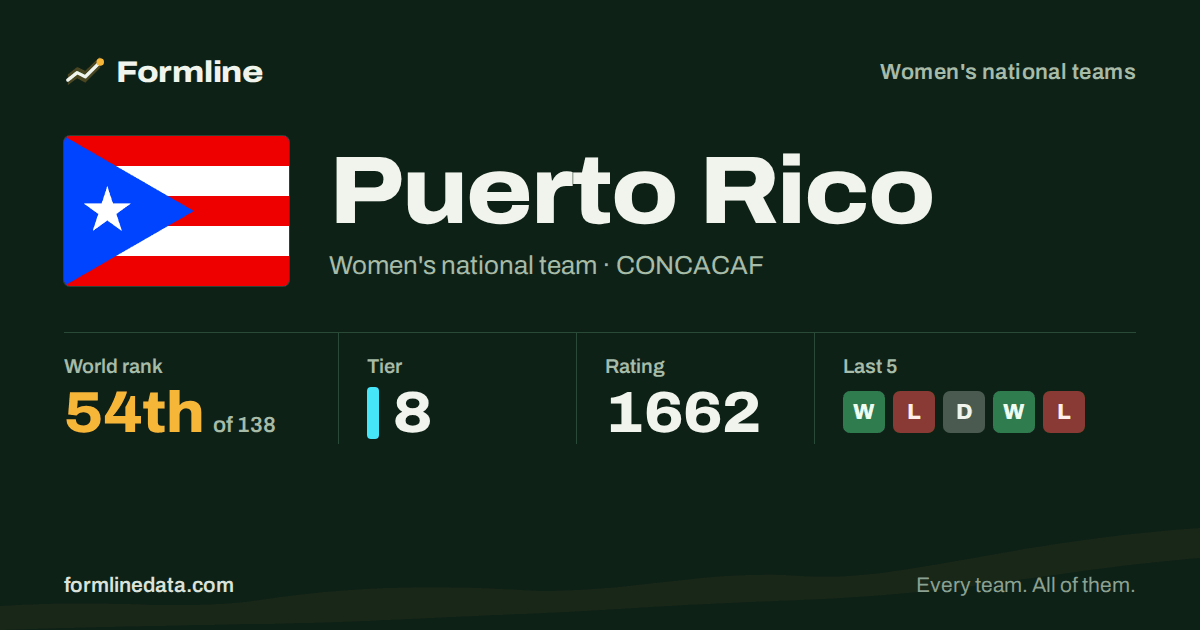 Formline
Women's national teams
Puerto Rico
Women's national team · CONCACAF
World rank
54th of 138
Tier
8
Rating
1662
Last 5
W L D W L
formlinedata.com
Every team. All of them.